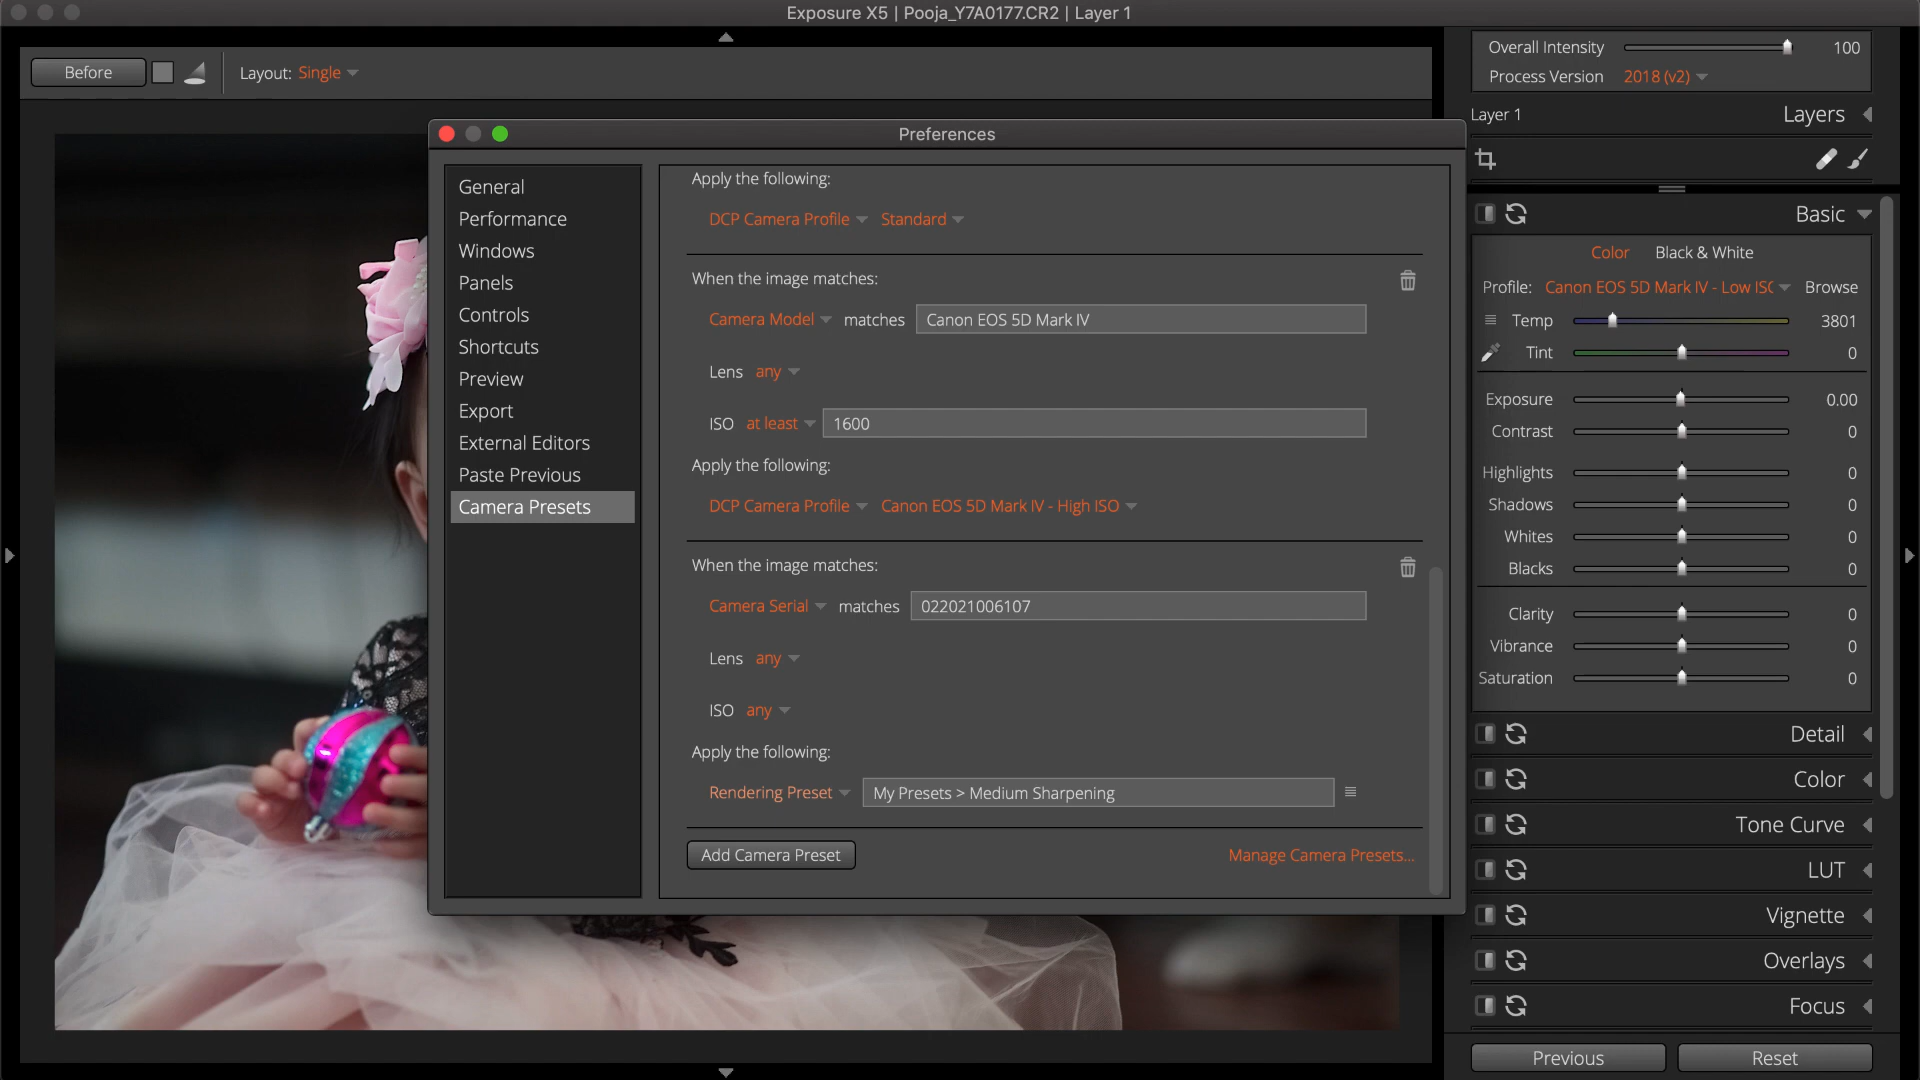 Exposure X5 | Pooja_Y7A0177.CR2 | Layer 1
Before
Layout: Single
Overall Intensity 100
Process Version 2018 (v2)
Layer 1 Layers
Preferences
General
Performance
Windows
Panels
Controls
Shortcuts
Preview
Export
External Editors
Paste Previous
Camera Presets
Apply the following:
DCP Camera Profile Standard
When the image matches:
Camera Model matches Canon EOS 5D Mark IV
Lens any
ISO at least 1600
Apply the following:
DCP Camera Profile Canon EOS 5D Mark IV - High ISO
When the image matches:
Camera Serial matches 022021006107
Lens any
ISO any
Apply the following:
Rendering Preset My Presets > Medium Sharpening
Add Camera Preset Manage Camera Presets...
Basic
Color Black & White
Profile: Canon EOS 5D Mark IV - Low ISO Browse
Temp 3801
Tint 0
Exposure 0.00
Contrast 0
Highlights 0
Shadows 0
Whites 0
Blacks 0
Clarity 0
Vibrance 0
Saturation 0
Detail
Color
Tone Curve
LUT
Vignette
Overlays
Focus
Previous Reset